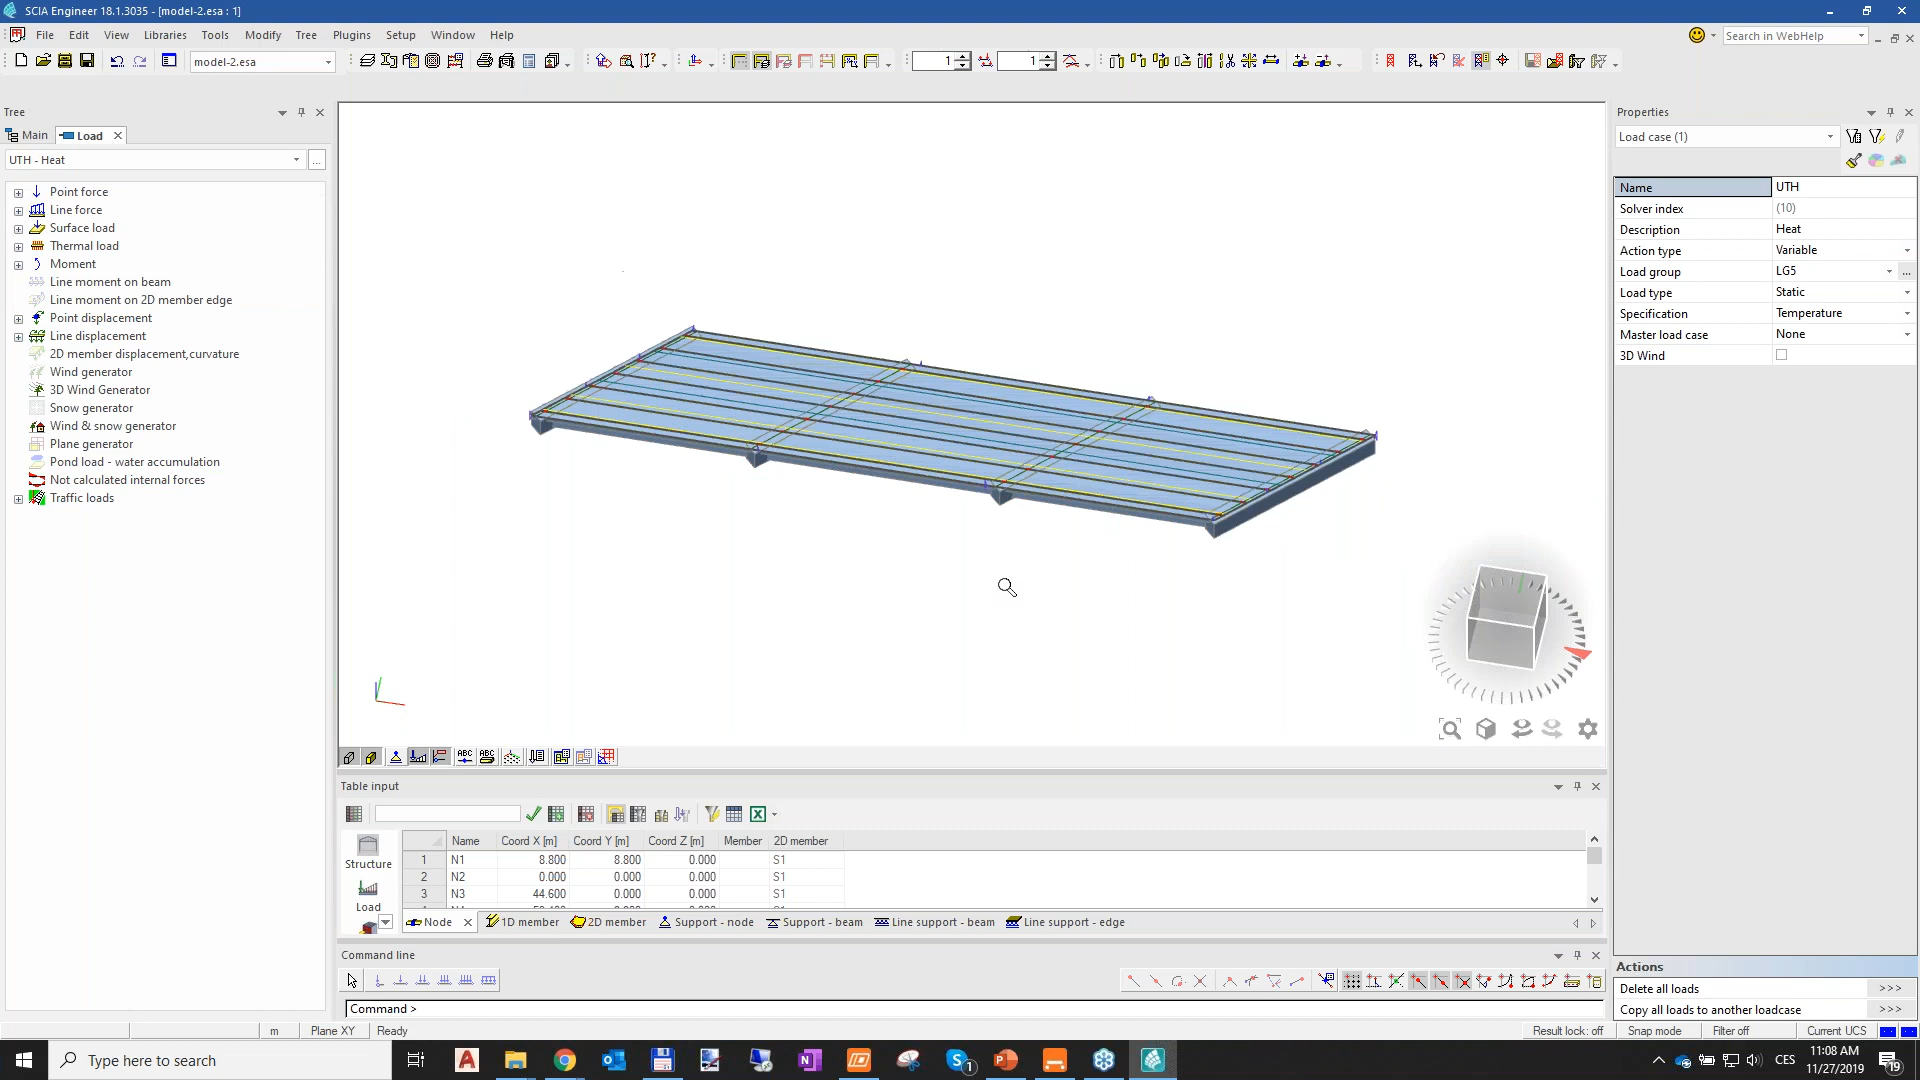 SCIA Engineer 18.1.3035 - [model-2.esa : 1]
File Edit View Libraries Tools Modify Tree Plugins Setup Window Help
Search in WebHelp
model-2.esa
1
1
Tree
Main
Load
UTH - Heat
...
Point force
Line force
Surface load
Thermal load
Moment
Line moment on beam
Line moment on 2D member edge
Point displacement
Line displacement
2D member displacement,curvature
Wind generator
3D Wind Generator
Snow generator
Wind & snow generator
Plane generator
Pond load - water accumulation
Not calculated internal forces
Traffic loads
Properties
Load case (1)
Name UTH
Solver index (10)
Description Heat
Action type Variable
Load group LG5 ...
Load type Static
Specification Temperature
Master load case None
3D Wind
Table input
Structure
Load
Name Coord X [m] Coord Y [m] Coord Z [m] Member 2D member
1 N1 8.800 8.800 0.000 S1
2 N2 0.000 0.000 0.000 S1
3 N3 44.600 0.000 0.000 S1
Node 1D member 2D member Support - node Support - beam Line support - beam Line support - edge
Command line
Command >
Actions
Delete all loads >>>
Copy all loads to another loadcase >>>
m Plane XY Ready
Result lock: off Snap mode Filter off Current UCS
Type here to search
CES
11:08 AM
11/27/2019
19